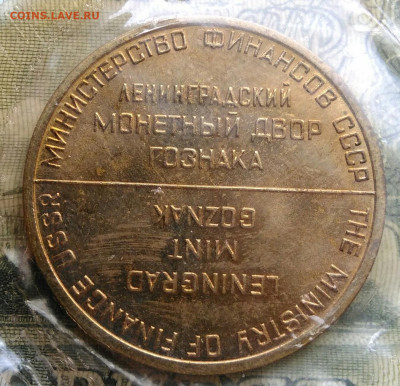 COINS.LAVE.RU
МИНИСТЕРСТВО ФИНАНСОВ СССР
ЛЕНИНГРАДСКИЙ
МОНЕТНЫЙ ДВОР
ГОЗНАКА
THE MINISTRY OF FINANCE USSR
LENINGRAD
MINT
GOZNAK